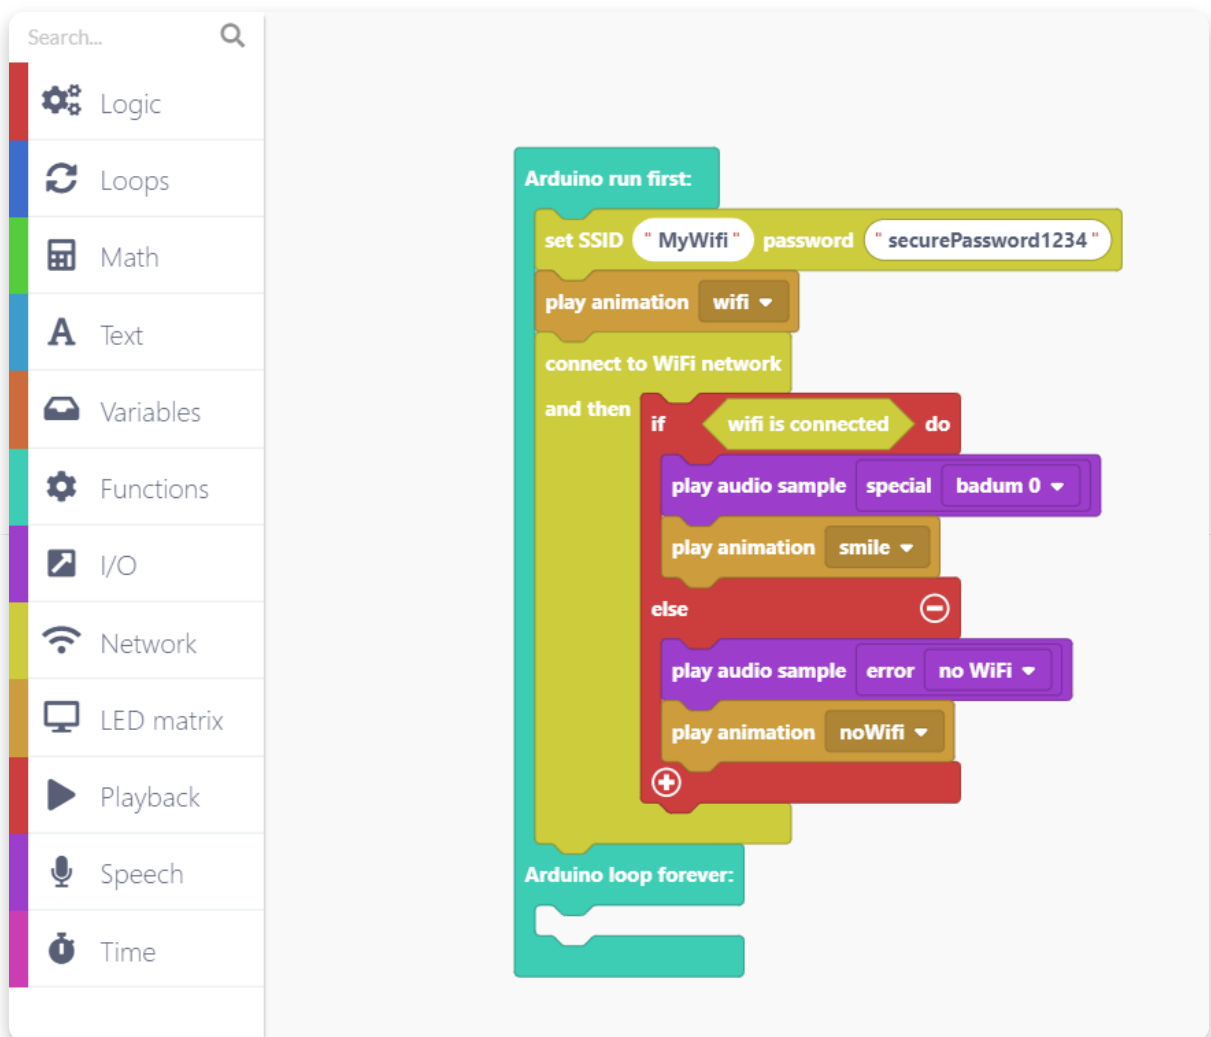 Search...
Logic
Loops
Math
Text
Variables
Functions
I/O
Network
LED matrix
Playback
Speech
Time
Arduino run first:
set SSID " MyWifi " password " securePassword1234 "
play animation wifi
connect to WiFi network
and then
if wifi is connected do
play audio sample special badum 0
play animation smile
else
play audio sample error no WiFi
play animation noWifi
Arduino loop forever: